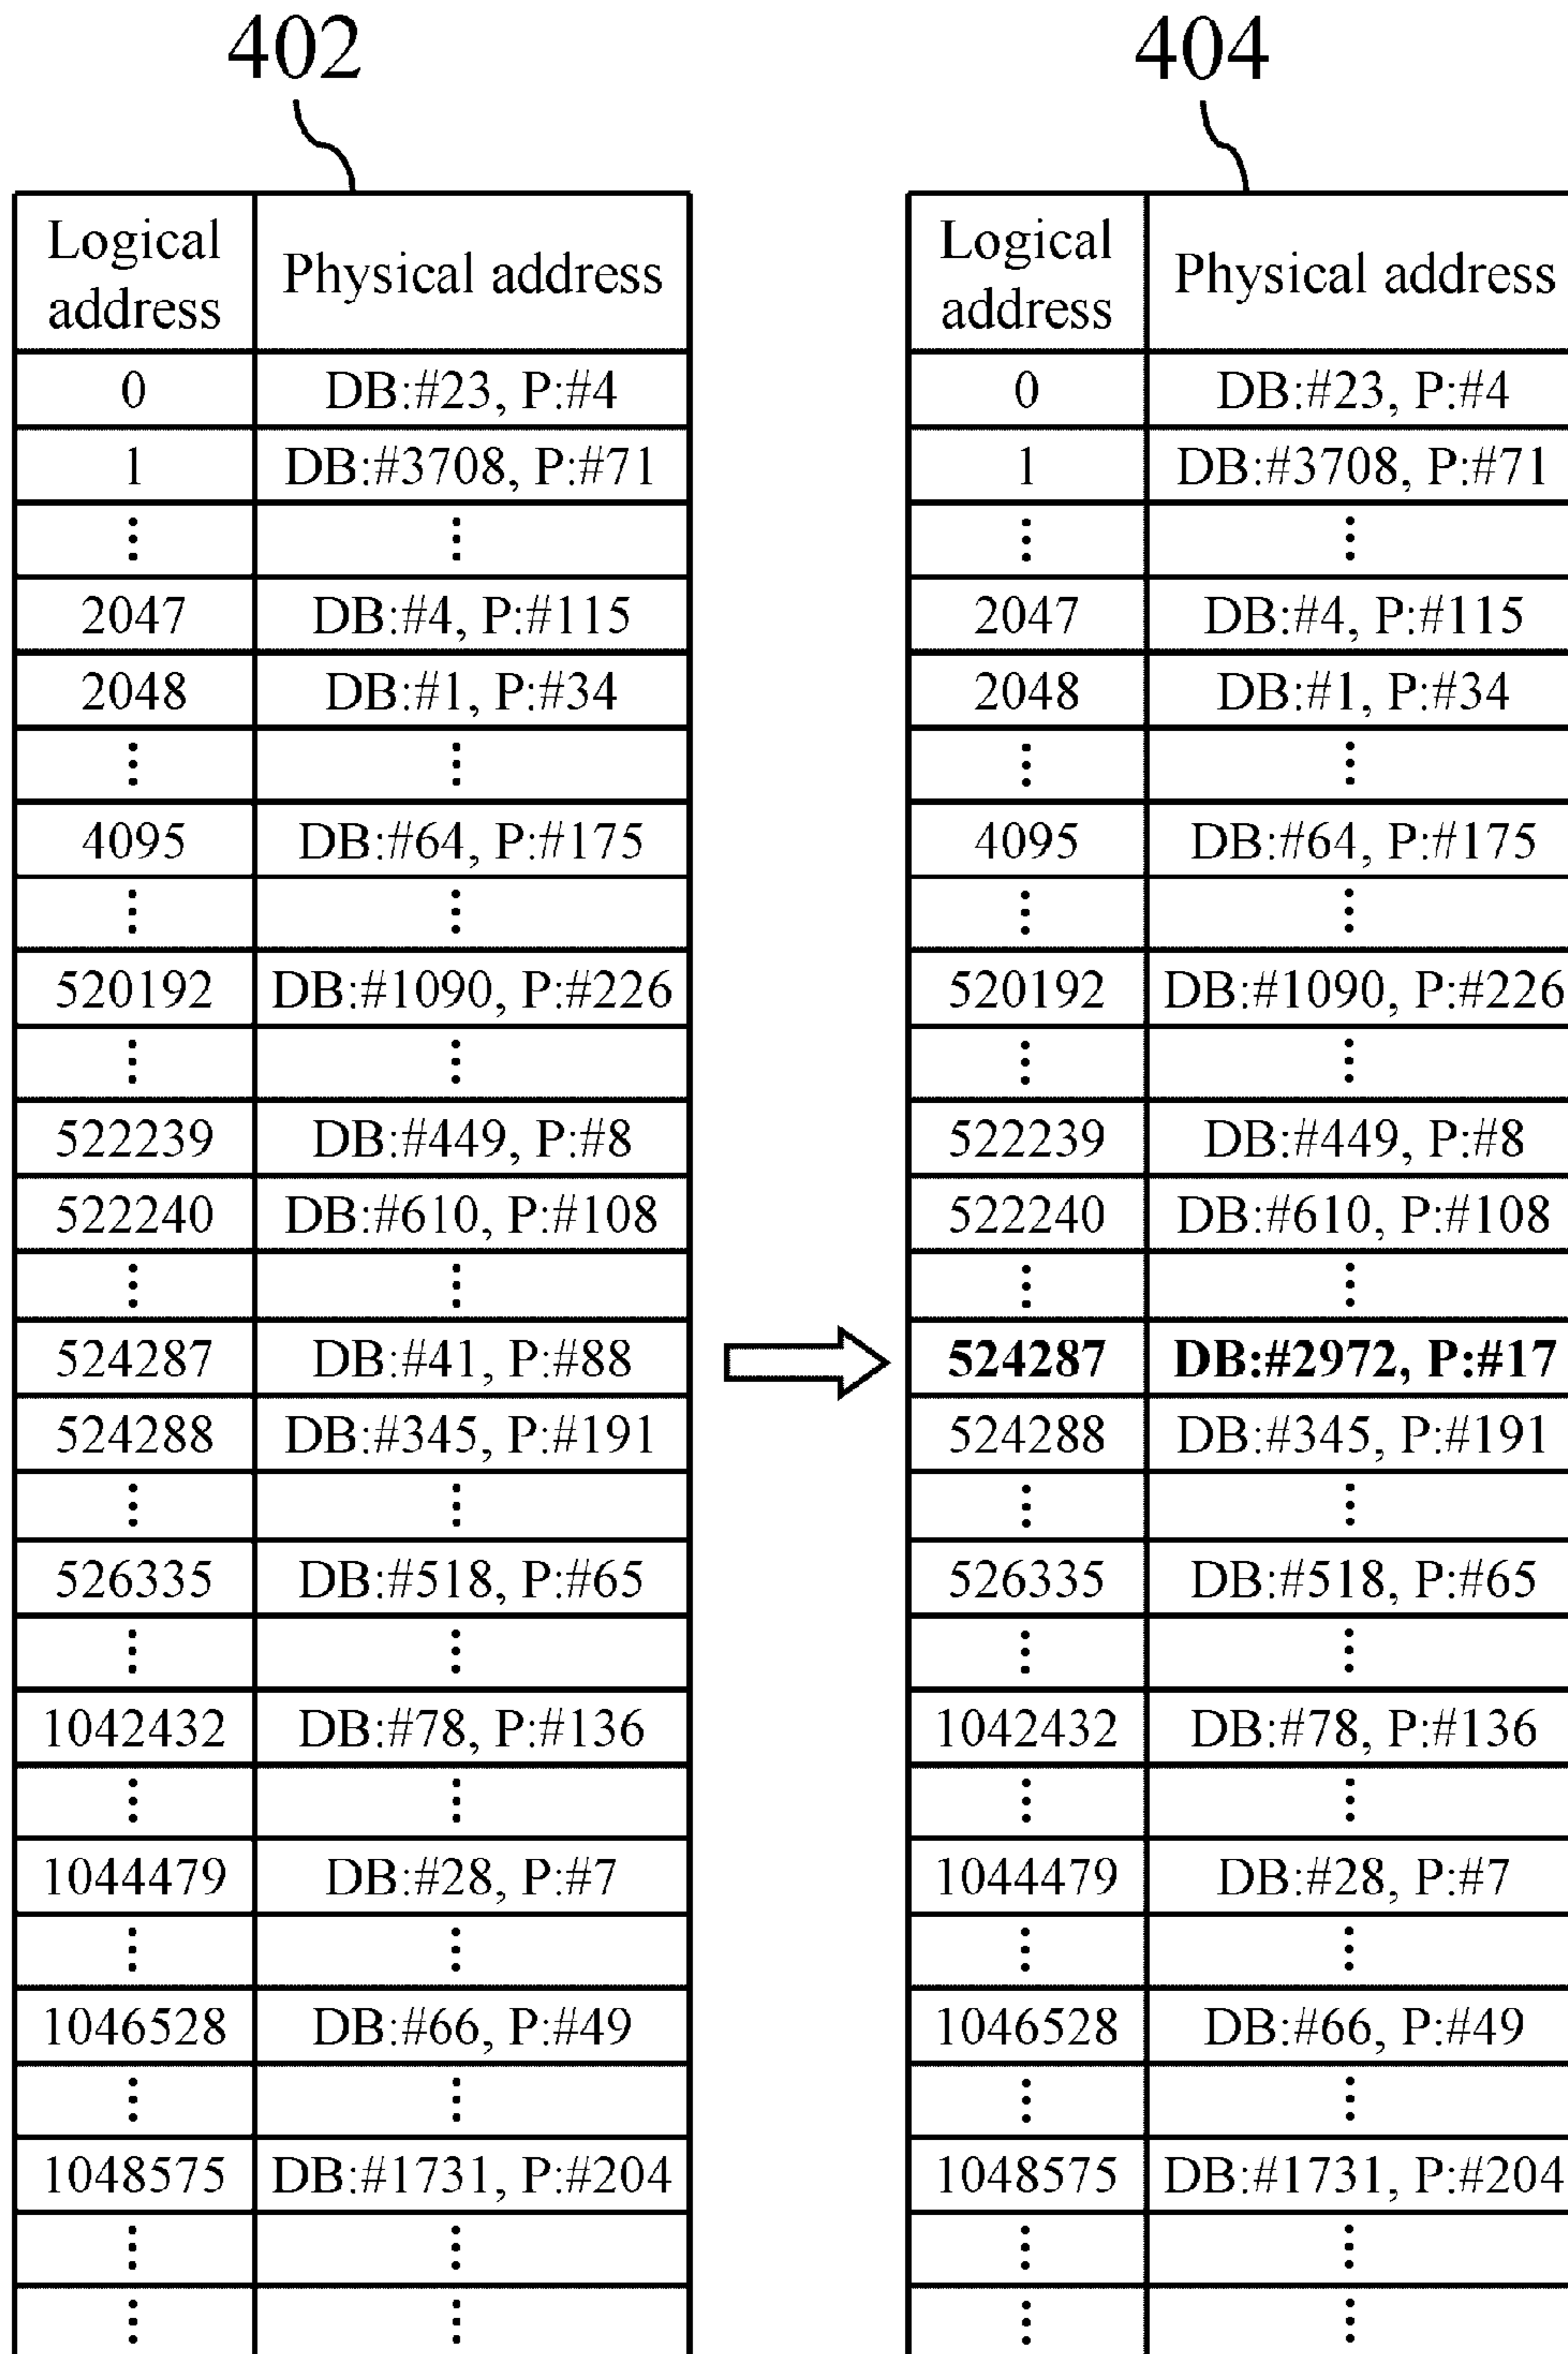 402
404
Logical address Physical address
0 DB:#23, P:#4
1 DB:#3708, P:#71
⋮ ⋮
2047 DB:#4, P:#115
2048 DB:#1, P:#34
⋮ ⋮
4095 DB:#64, P:#175
⋮ ⋮
520192 DB:#1090, P:#226
⋮ ⋮
522239 DB:#449, P:#8
522240 DB:#610, P:#108
⋮ ⋮
524287 DB:#41, P:#88
524288 DB:#345, P:#191
⋮ ⋮
526335 DB:#518, P:#65
⋮ ⋮
1042432 DB:#78, P:#136
⋮ ⋮
1044479 DB:#28, P:#7
⋮ ⋮
1046528 DB:#66, P:#49
⋮ ⋮
1048575 DB:#1731, P:#204
⋮ ⋮
⋮ ⋮
Logical address Physical address
0 DB:#23, P:#4
1 DB:#3708, P:#71
⋮ ⋮
2047 DB:#4, P:#115
2048 DB:#1, P:#34
⋮ ⋮
4095 DB:#64, P:#175
⋮ ⋮
520192 DB:#1090, P:#226
⋮ ⋮
522239 DB:#449, P:#8
522240 DB:#610, P:#108
⋮ ⋮
524287 DB:#2972, P:#17
524288 DB:#345, P:#191
⋮ ⋮
526335 DB:#518, P:#65
⋮ ⋮
1042432 DB:#78, P:#136
⋮ ⋮
1044479 DB:#28, P:#7
⋮ ⋮
1046528 DB:#66, P:#49
⋮ ⋮
1048575 DB:#1731, P:#204
⋮ ⋮
⋮ ⋮